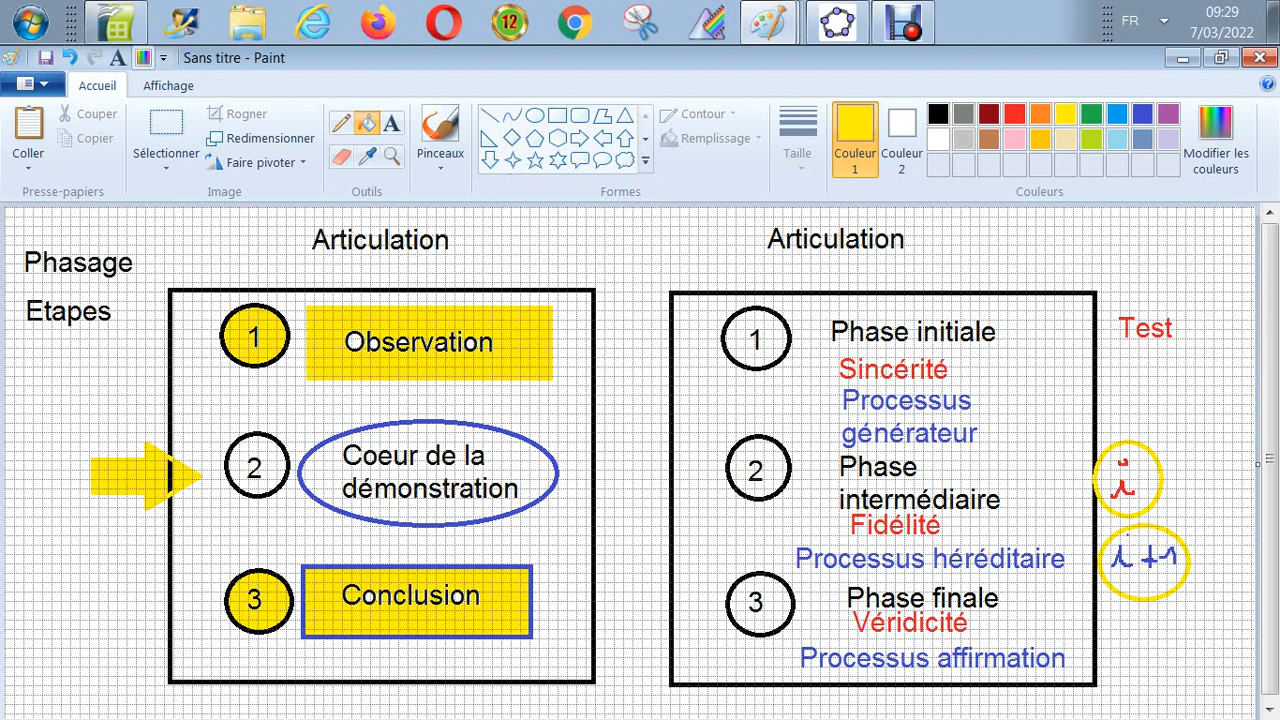 12
FR
09:29
7/03/2022
Sans titre - Paint
Accueil
Affichage
Coller
Couper
Copier
Presse-papiers
Sélectionner
Rogner
Redimensionner
Faire pivoter
Image
A
Outils
Pinceaux
Contour
Remplissage
Formes
Taille
Couleur
1
Couleur
2
Modifier les
couleurs
Couleurs
Articulation
Articulation
Phasage
Etapes
1
Observation
2
Coeur de la
démonstration
3
Conclusion
1
Phase initiale
Test
Sincérité
Processus
générateur
2
Phase
intermédiaire
i
Fidélité
Processus héréditaire
i+1
3
Phase finale
Véridicité
Processus affirmation